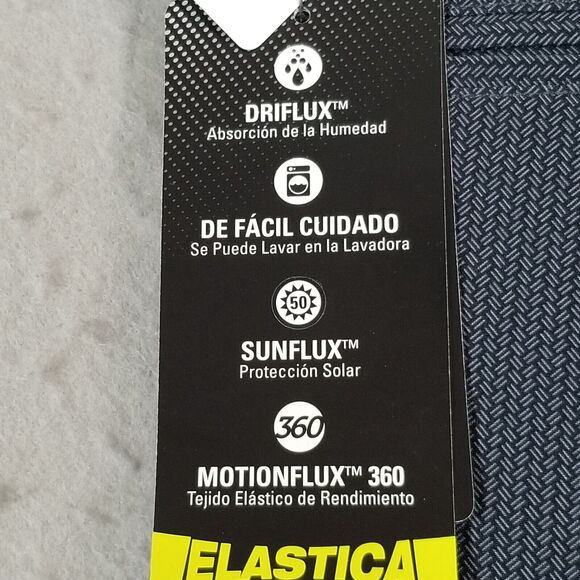 DRIFLUX™
Absorción de la Humedad
DE FÁCIL CUIDADO
Se Puede Lavar en la Lavadora
50
SUNFLUX™
Protección Solar
360
MOTIONFLUX™ 360
Tejido Elástico de Rendimiento
ELASTICA